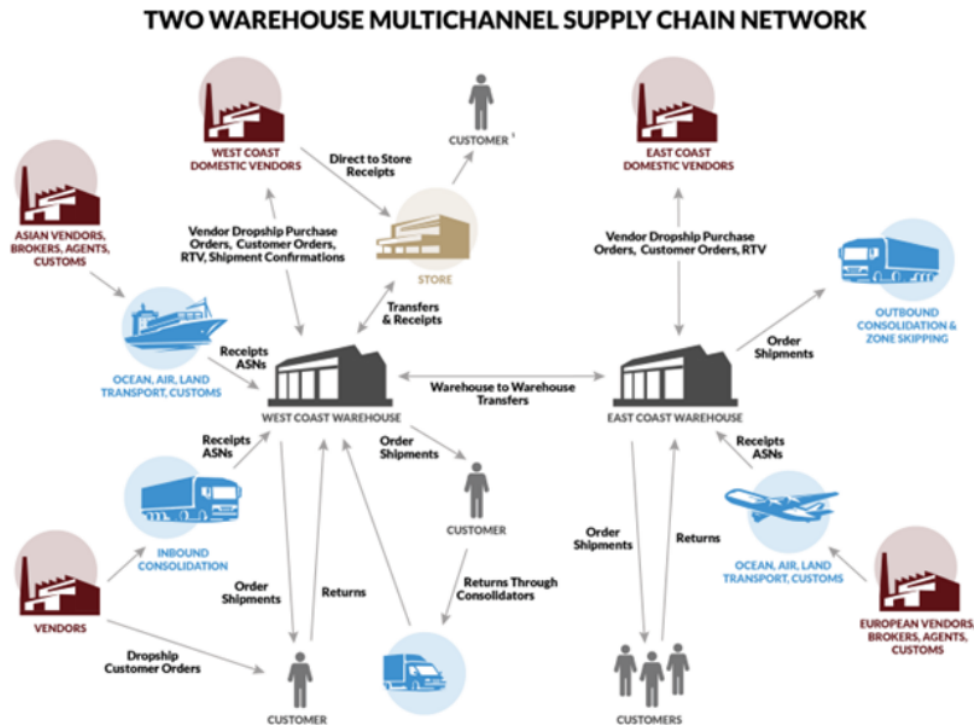 TWO WAREHOUSE MULTICHANNEL SUPPLY CHAIN NETWORK
CUSTOMER
WEST COAST
DOMESTIC VENDORS
EAST COAST
DOMESTIC VENDORS
Direct to Store
Receipts
ASIAN VENDORS,
BROKERS, AGENTS,
CUSTOMS
Vendor Dropship Purchase
Orders, Customer Orders,
RTV, Shipment Confirmations
STORE
Vendor Dropship Purchase
Orders, Customer Orders, RTV
Transfers
& Receipts
OUTBOUND
CONSOLIDATION &
ZONE SKIPPING
Order
Shipments
Receipts
ASNs
OCEAN, AIR, LAND
TRANSPORT, CUSTOMS
Warehouse to Warehouse
Transfers
WEST COAST WAREHOUSE
EAST COAST WAREHOUSE
Receipts
ASNs
Order
Shipments
Receipts
ASNs
CUSTOMER
INBOUND
CONSOLIDATION
Order
Shipments
Returns
Returns Through
Consolidators
Order
Shipments
Returns
OCEAN, AIR, LAND
TRANSPORT, CUSTOMS
VENDORS
EUROPEAN VENDORS,
BROKERS, AGENTS,
CUSTOMS
Dropship
Customer Orders
CUSTOMER
CUSTOMERS